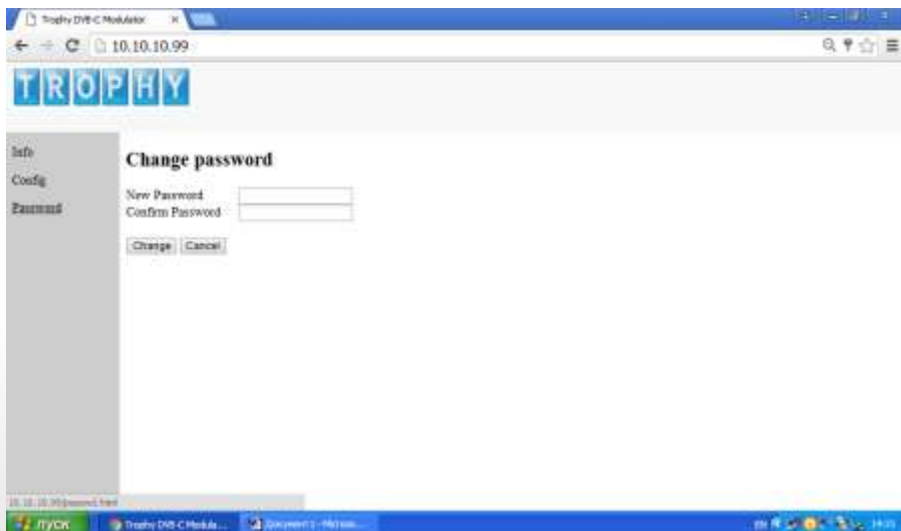 Trophy DVB-C Modulator
10.10.10.99
TROPHY
Info
Config
Password
Change password
New Password
Confirm Password
Change Cancel
пуск
Trophy DVB-C Modula...
EN